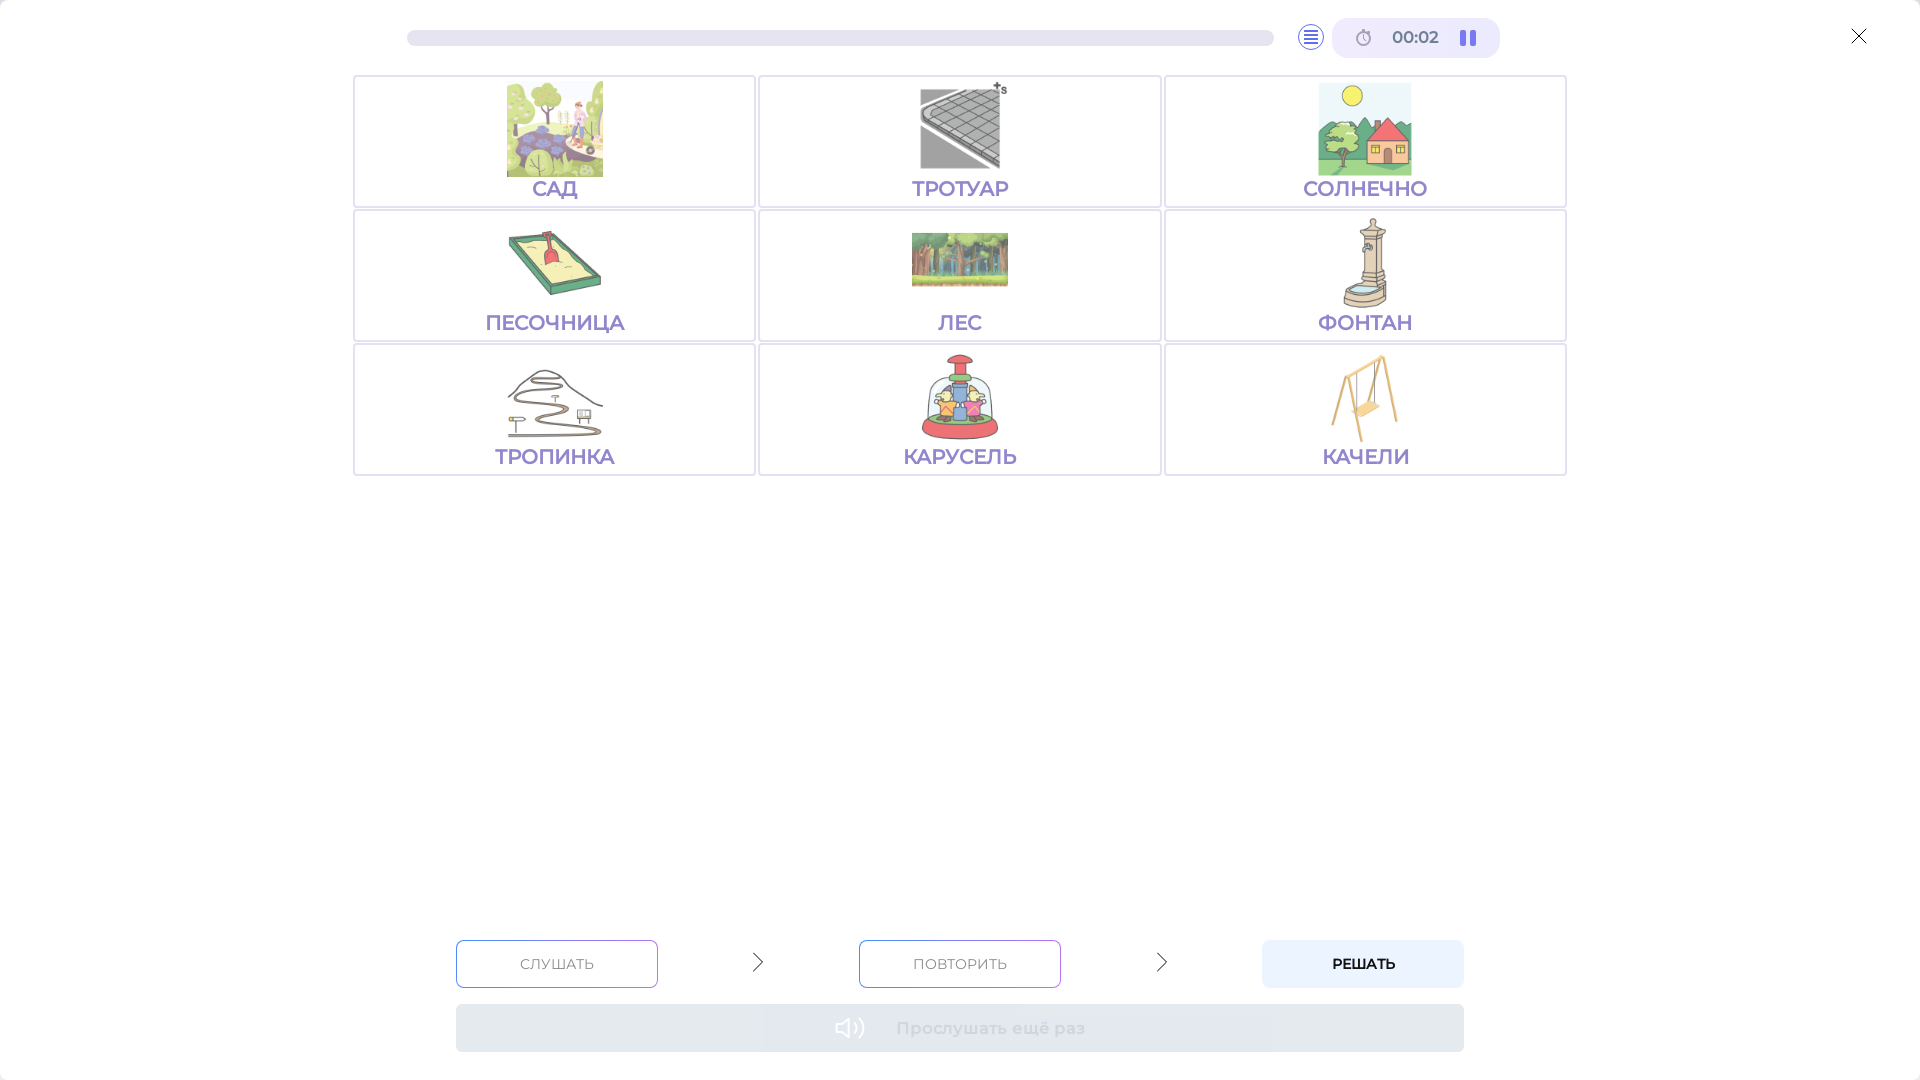 00:02
САД
ТРОТУАР
СОЛНЕЧНО
ПЕСОЧНИЦА
ЛЕС
ФОНТАН
ТРОПИНКА
КАРУСЕЛЬ
КАЧЕЛИ
СЛУШАТЬ
ПОВТОРИТЬ
РЕШАТЬ
Прослушать ещё раз